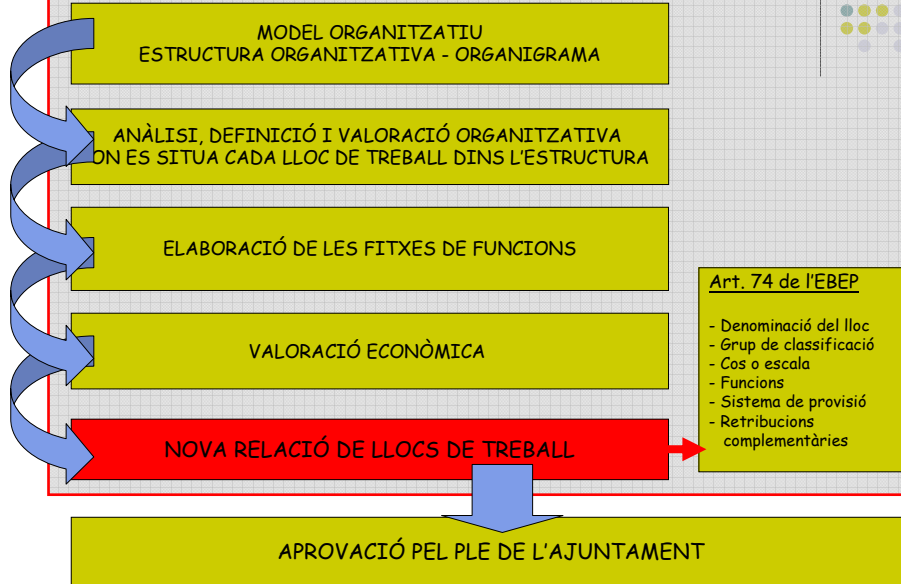 MODEL ORGANITZATIU
ESTRUCTURA ORGANITZATIVA - ORGANIGRAMA
ANÀLISI, DEFINICIÓ I VALORACIÓ ORGANITZATIVA
ON ES SITUA CADA LLOC DE TREBALL DINS L'ESTRUCTURA
ELABORACIÓ DE LES FITXES DE FUNCIONS
VALORACIÓ ECONÒMICA
NOVA RELACIÓ DE LLOCS DE TREBALL
Art. 74 de l'EBEP
- Denominació del lloc
- Grup de classificació
- Cos o escala
- Funcions
- Sistema de provisió
- Retribucions
complementàries
APROVACIÓ PEL PLE DE L'AJUNTAMENT